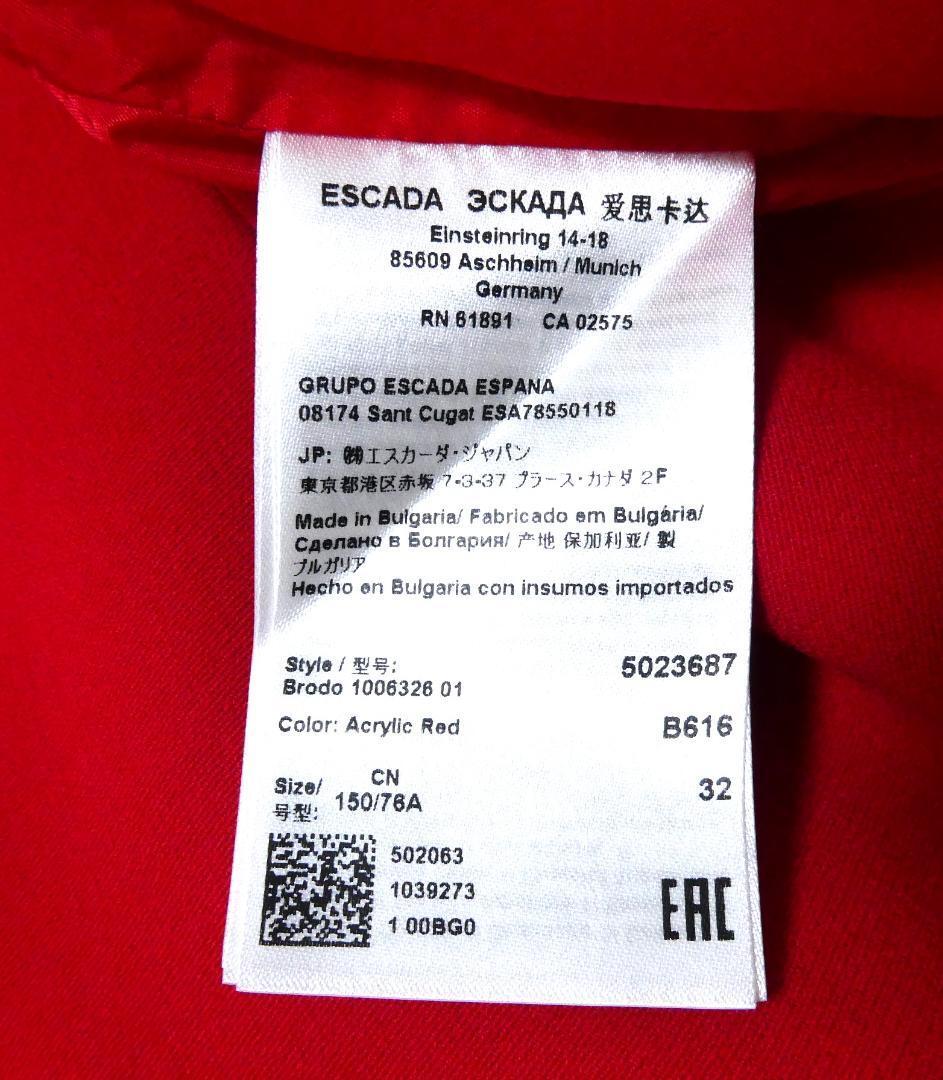 ESCADA ЭСКАДА 爱思卡达
Einsteinring 14-18
85609 Aschheim / Munich
Germany
RN 61891 CA 02575
GRUPO ESCADA ESPANA
08174 Sant Cugat ESA78550118
JP: ㈱エスカーダ・ジャパン
東京都港区赤坂 7-3-37 プラース・カナダ 2F
Made in Bulgaria/ Fabricado em Bulgária/
Сделано в Болгария/ 产地 保加利亚/ 製
ブルガリア
Hecho en Bulgaria con insumos importados
Style / 型号: 5023687
Brodo 1006326 01
Color: Acrylic Red B616
Size/ CN 32
号型: 150/76A
502063
1039273
1 00BG0
EAC